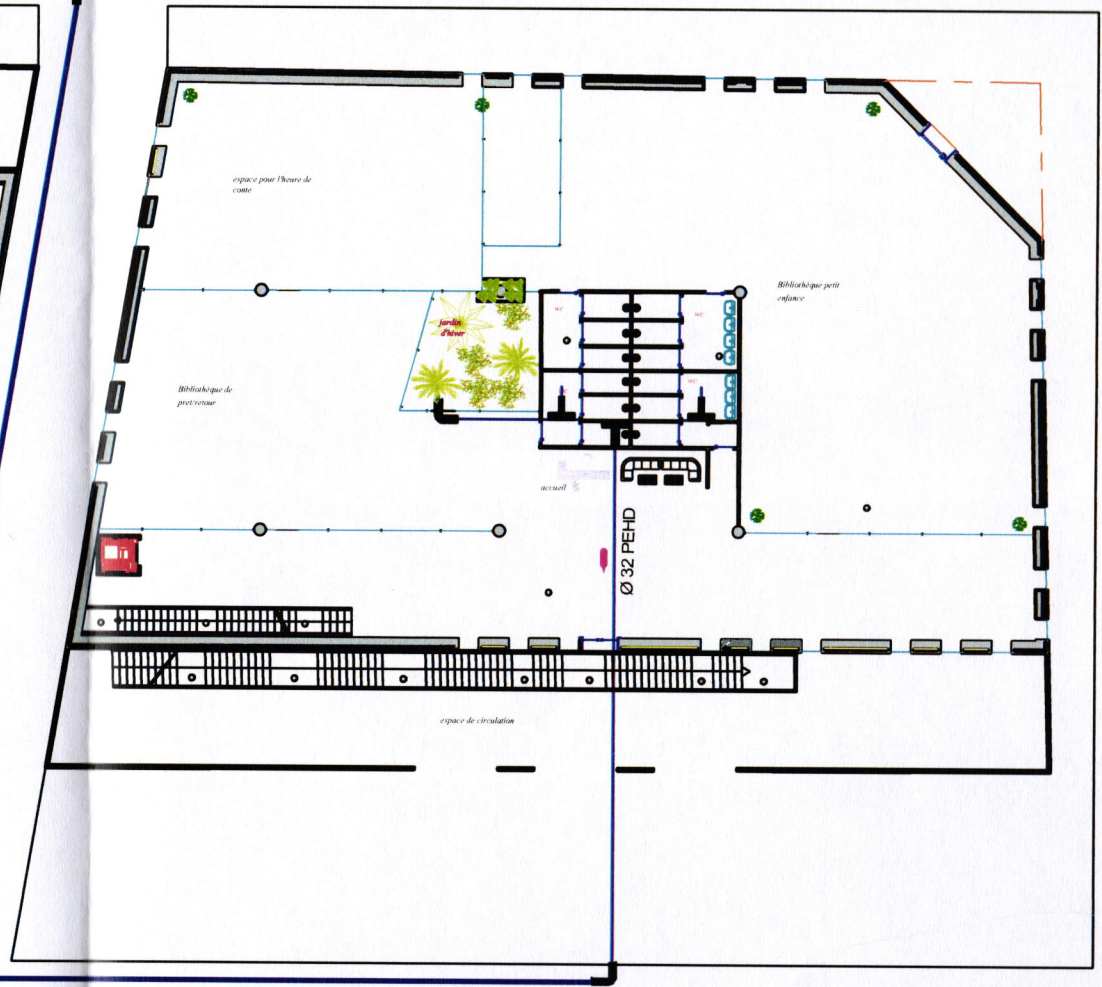 espace pour l'heure de
conte
Bibliothèque petit
enfance
wc
wc
jardin
d'hiver
Bibliothèque de
pret/retour
wc
accueil
Ø 32 PEHD
espace de circulation